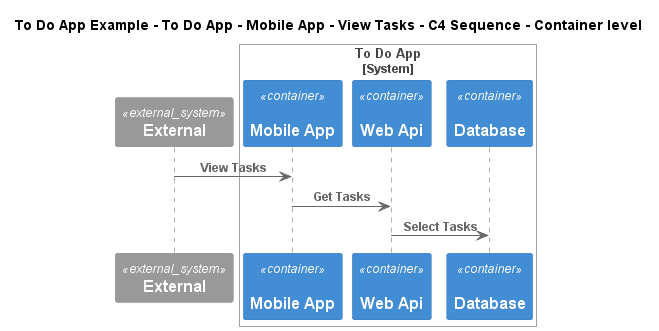 To Do App Example - To Do App - Mobile App - View Tasks - C4 Sequence - Container level
To Do App
[System]
«external_system»
External
«container»
Mobile App
«container»
Web Api
«container»
Database
View Tasks
Get Tasks
Select Tasks
«external_system»
External
«container»
Mobile App
«container»
Web Api
«container»
Database